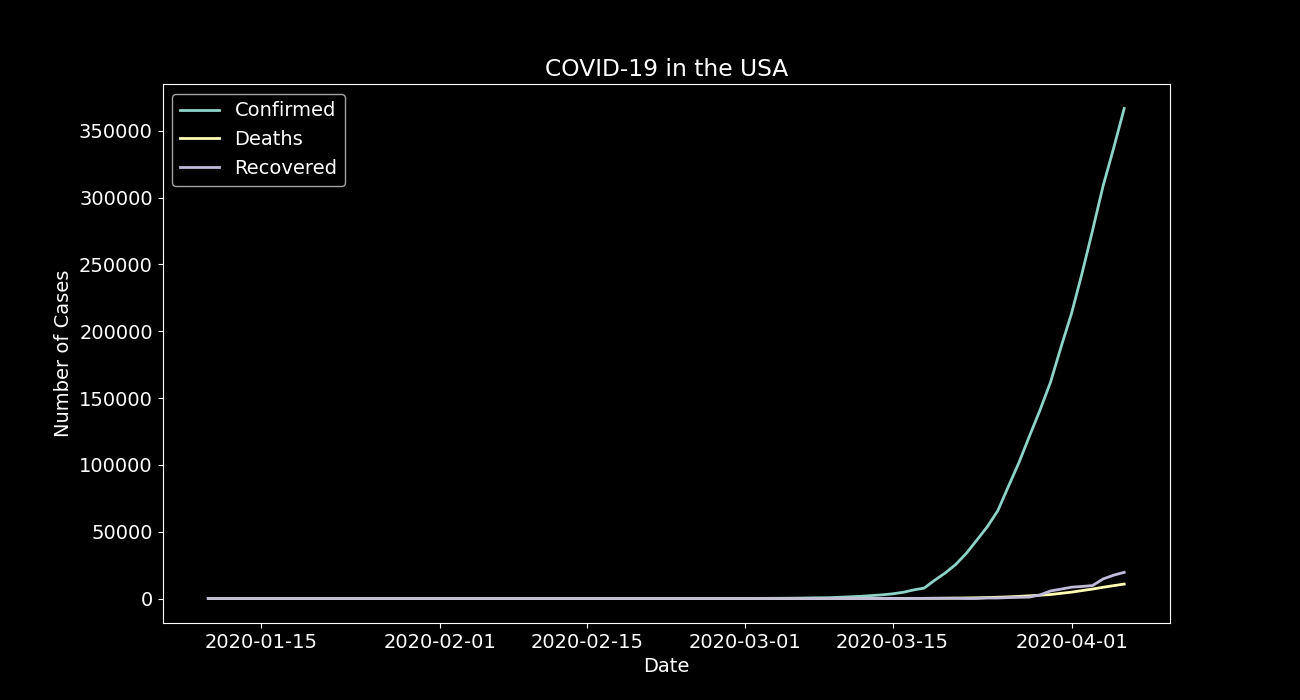 COVID-19 in the USA
Confirmed
Deaths
Recovered
Number of Cases
350000
300000
250000
200000
150000
100000
50000
0
2020-01-15 2020-02-01 2020-02-15 2020-03-01 2020-03-15 2020-04-01
Date